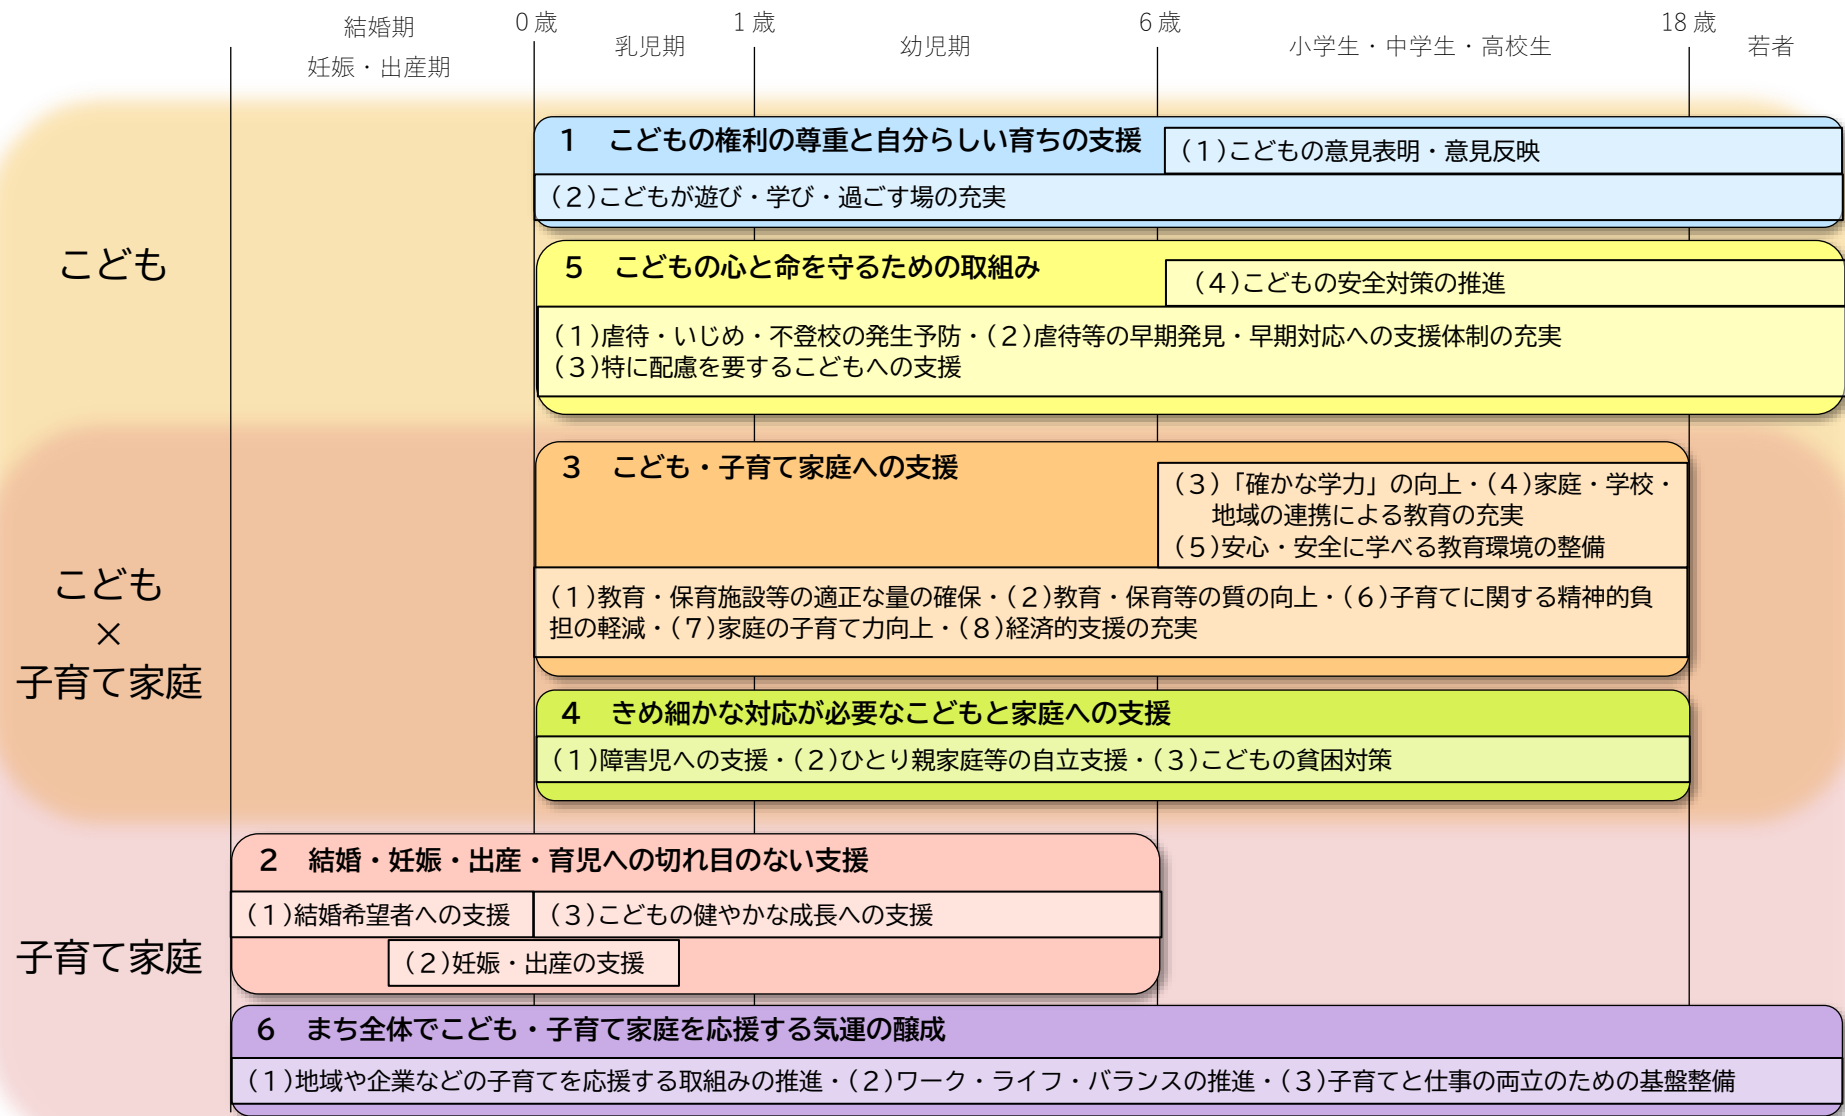 結婚期
妊娠・出産期
0歳
乳児期
1歳
幼児期
6歳
小学生・中学生・高校生
18歳
若者
こども
1 こどもの権利の尊重と自分らしい育ちの支援
(1)こどもの意見表明・意見反映
(2)こどもが遊び・学び・過ごす場の充実
5 こどもの心と命を守るための取組み
(4)こどもの安全対策の推進
(1)虐待・いじめ・不登校の発生予防・(2)虐待等の早期発見・早期対応への支援体制の充実
(3)特に配慮を要するこどもへの支援
こども
×
子育て家庭
3 こども・子育て家庭への支援
(3)「確かな学力」の向上・(4)家庭・学校・
地域の連携による教育の充実
(5)安心・安全に学べる教育環境の整備
(1)教育・保育施設等の適正な量の確保・(2)教育・保育等の質の向上・(6)子育てに関する精神的負
担の軽減・(7)家庭の子育て力向上・(8)経済的支援の充実
4 きめ細かな対応が必要なこどもと家庭への支援
(1)障害児への支援・(2)ひとり親家庭等の自立支援・(3)こどもの貧困対策
子育て家庭
2 結婚・妊娠・出産・育児への切れ目のない支援
(1)結婚希望者への支援
(3)こどもの健やかな成長への支援
(2)妊娠・出産の支援
6 まち全体でこども・子育て家庭を応援する気運の醸成
(1)地域や企業などの子育てを応援する取組みの推進・(2)ワーク・ライフ・バランスの推進・(3)子育てと仕事の両立のための基盤整備